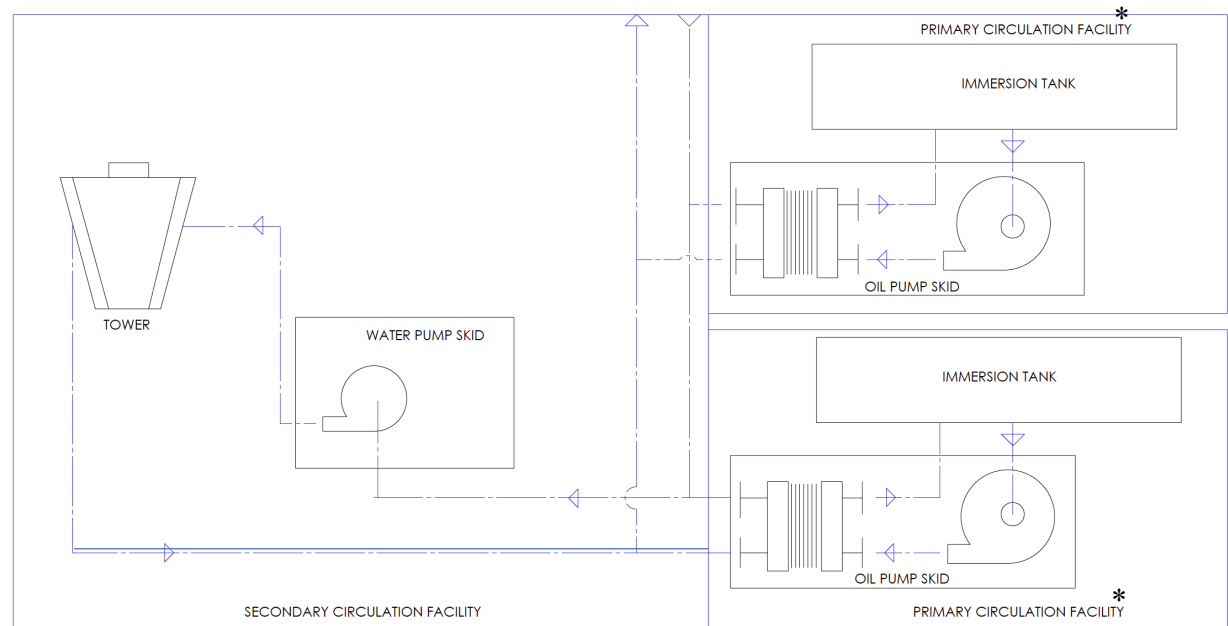 PRIMARY CIRCULATION FACILITY*
IMMERSION TANK
OIL PUMP SKID
TOWER
WATER PUMP SKID
IMMERSION TANK
OIL PUMP SKID
SECONDARY CIRCULATION FACILITY
PRIMARY CIRCULATION FACILITY*